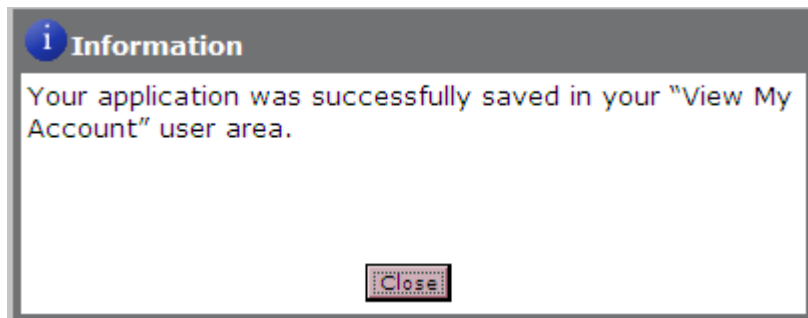 i Information
Your application was successfully saved in your “View My
Account” user area.
Close